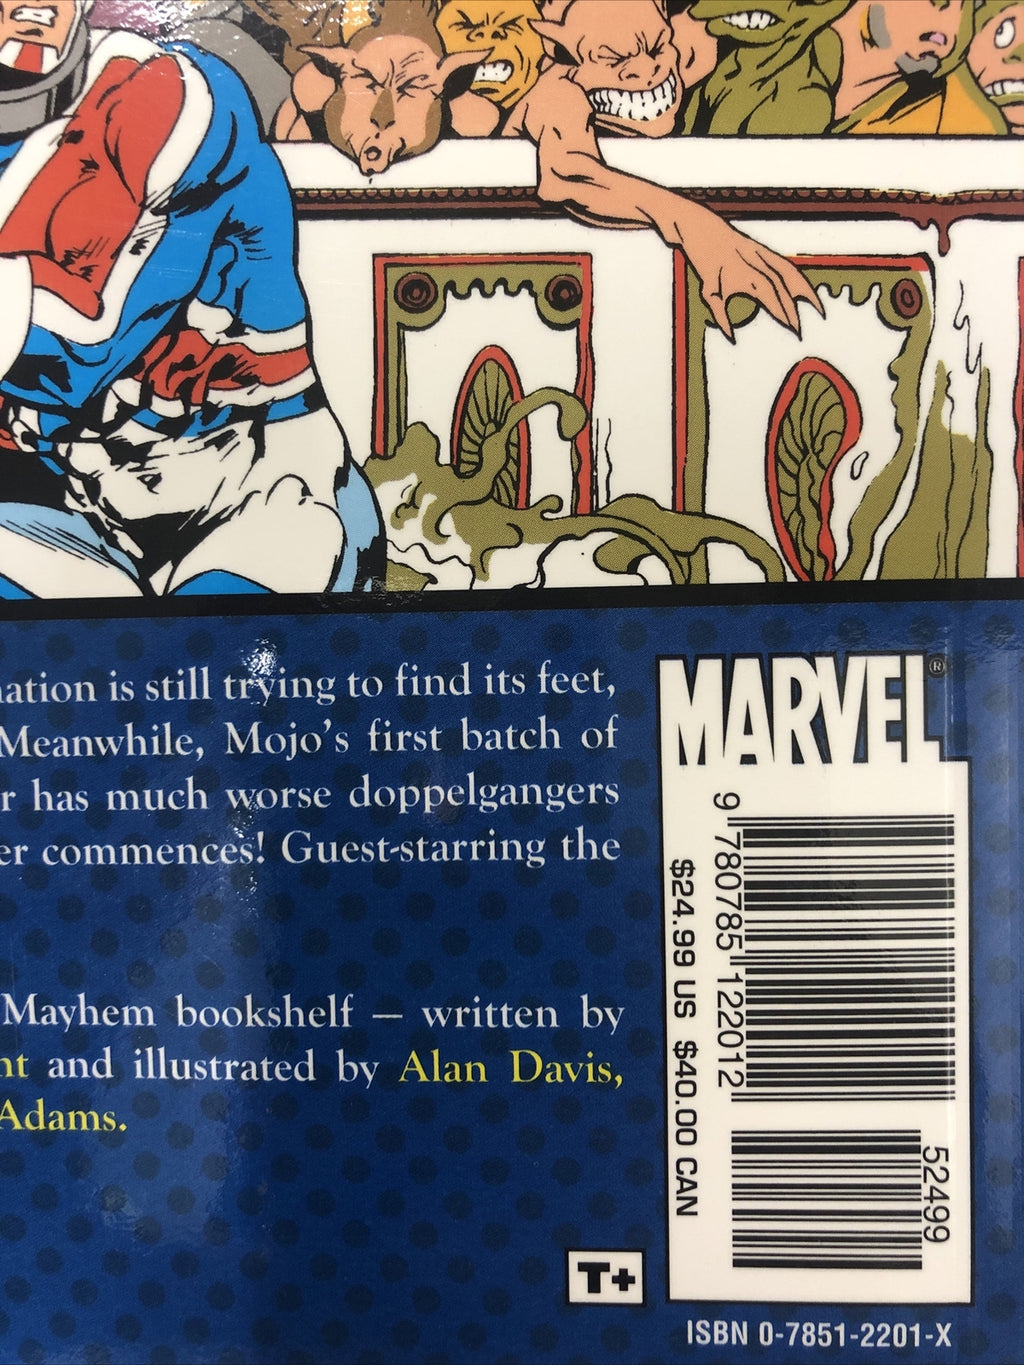 ation is still trying to find its feet,
Meanwhile, Mojo's first batch of
r has much worse doppelgangers
er commences! Guest-starring the
Mayhem bookshelf — written by
nt and illustrated by Alan Davis,
Adams.
MARVEL®
9 780785 122012
$24.99 US $40.00 CAN
52499
T+
ISBN 0-7851-2201-X